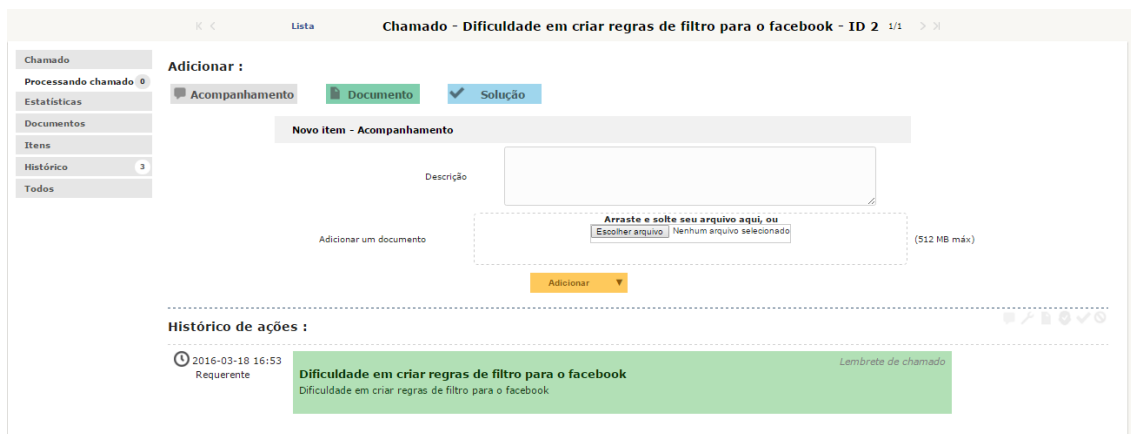 Lista
Chamado - Dificuldade em criar regras de filtro para o facebook - ID 2 1/1
Chamado
Processando chamado 0
Estatísticas
Documentos
Itens
Histórico 3
Todos
Adicionar :
Acompanhamento
Documento
Solução
Novo item - Acompanhamento
Descrição
Adicionar um documento
Arraste e solte seu arquivo aqui, ou
Escolher arquivo Nenhum arquivo selecionado
(512 MB máx)
Adicionar
Histórico de ações :
2016-03-18 16:53
Requerente
Lembrete de chamado
Dificuldade em criar regras de filtro para o facebook
Dificuldade em criar regras de filtro para o facebook